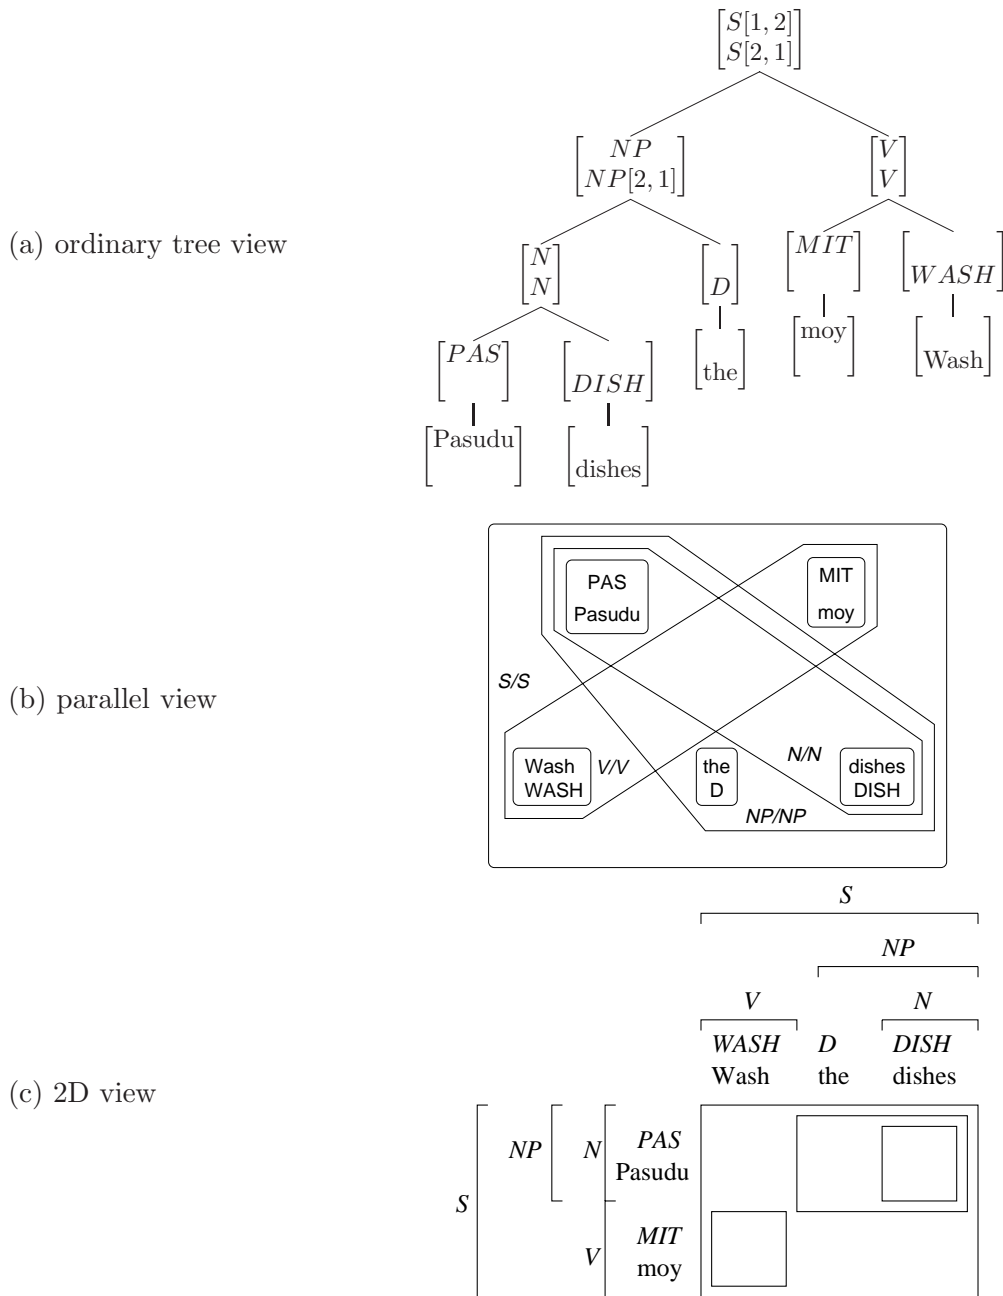 S[1, 2]
S[2, 1]
NP
NP[2, 1]
V
V
(a) ordinary tree view
N
N
D
MIT
WASH
PAS
DISH
the
moy
Wash
Pasudu
dishes
PAS
Pasudu
MIT
moy
S/S
(b) parallel view
Wash
WASH
V/V
the
D
N/N
dishes
DISH
NP/NP
S
NP
V N
WASH D DISH
Wash the dishes
(c) 2D view
S
NP
N
PAS
Pasudu
V
MIT
moy